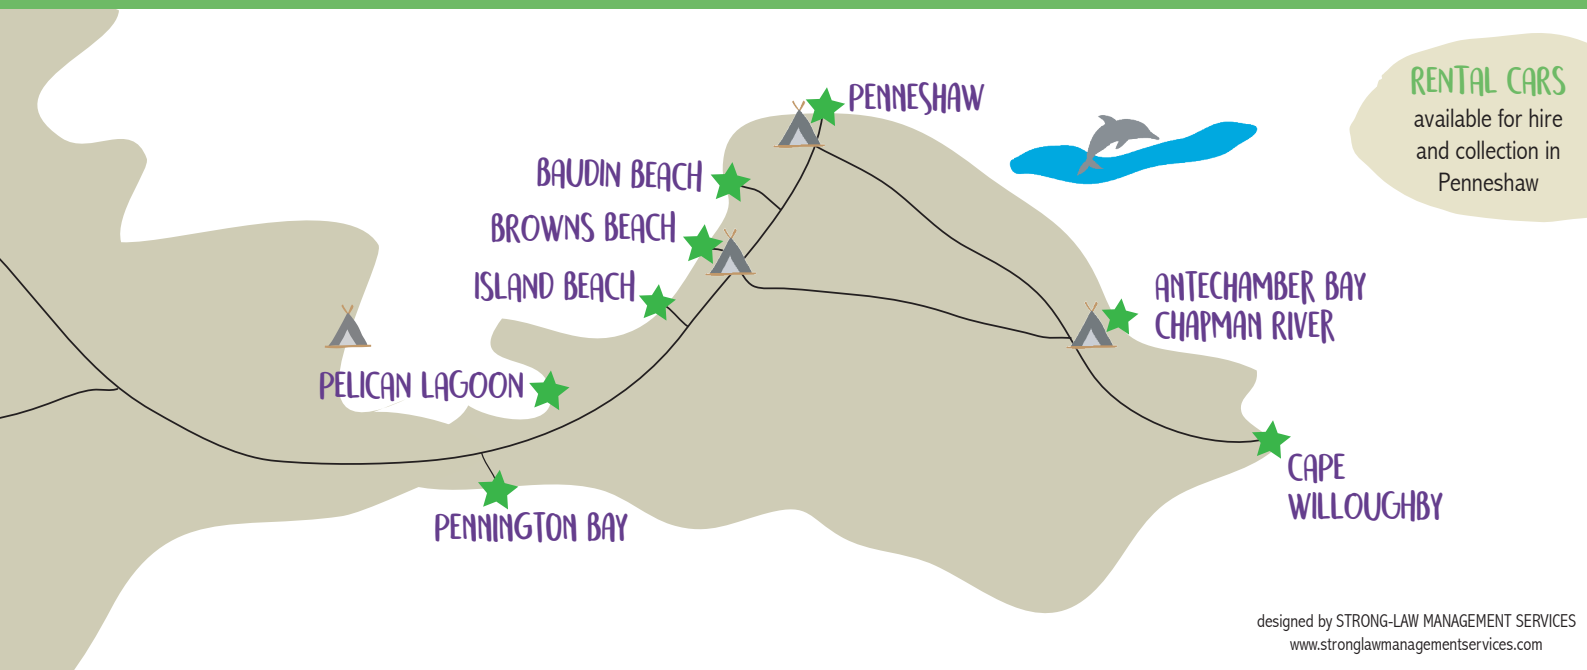 RENTAL CARS
available for hire
and collection in
Penneshaw
PENNESHAW
BAUDIN BEACH
BROWNS BEACH
ISLAND BEACH
ANTECHAMBER BAY
CHAPMAN RIVER
PELICAN LAGOON
CAPE
WILLOUGHBY
PENNINGTON BAY
designed by STRONG-LAW MANAGEMENT SERVICES
www.stronglawmanagementservices.com